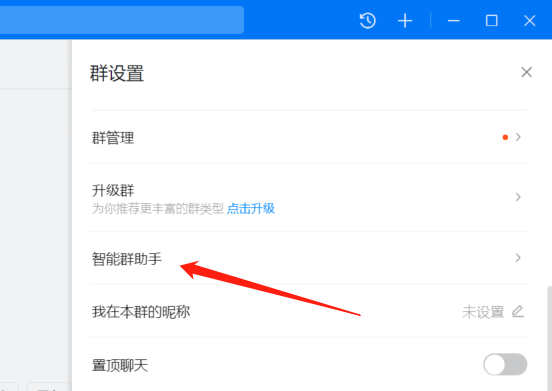 群设置
群管理
升级群
为你推荐更丰富的群类型 点击升级
智能群助手
我在本群的昵称 未设置
置顶聊天